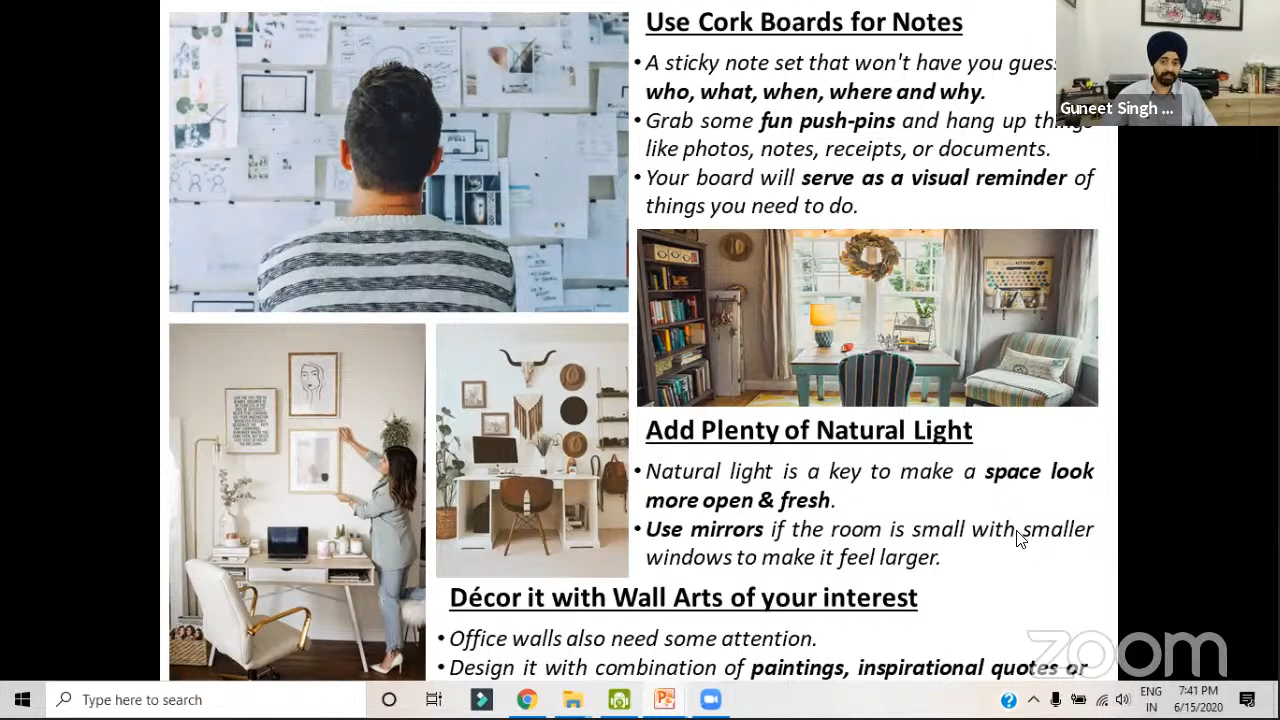 Use Cork Boards for Notes
• A sticky note set that won't have you guess
who, what, when, where and why.
• Grab some fun push-pins and hang up things
like photos, notes, receipts, or documents.
• Your board will serve as a visual reminder of
things you need to do.
Guneet Singh ...
Add Plenty of Natural Light
• Natural light is a key to make a space look
more open & fresh.
• Use mirrors if the room is small with smaller
windows to make it feel larger.
Décor it with Wall Arts of your interest
• Office walls also need some attention.
• Design it with combination of paintings, inspirational quotes or
zoom
Type here to search
ENG
IN
7:41 PM
6/15/2020